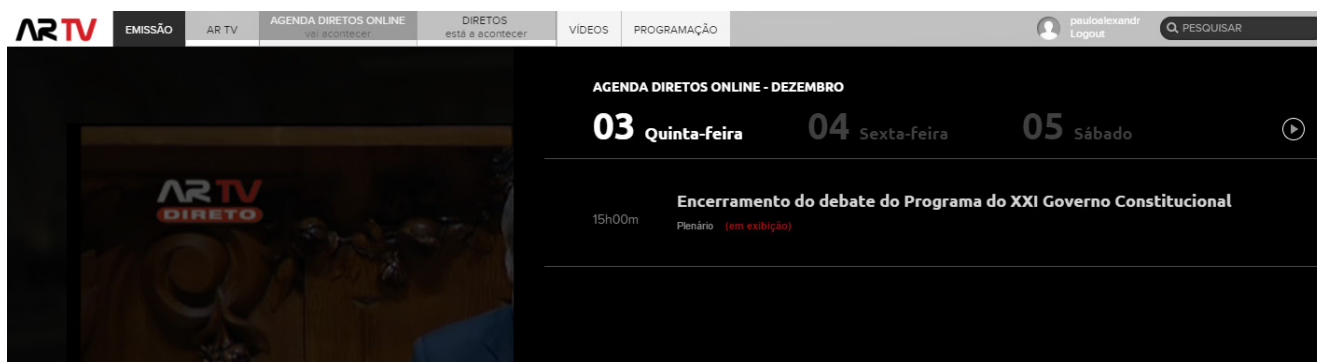 ARTV
EMISSÃO
AR TV
AGENDA DIRETOS ONLINE
vai acontecer
DIRETOS
está a acontecer
VÍDEOS
PROGRAMAÇÃO
pauloalexandr
Logout
PESQUISAR
AGENDA DIRETOS ONLINE - DEZEMBRO
03 Quinta-feira 04 Sexta-feira 05 Sábado
ARTV
DIRETO
Encerramento do debate do Programa do XXI Governo Constitucional
15h00m
Plenário (em exibição)